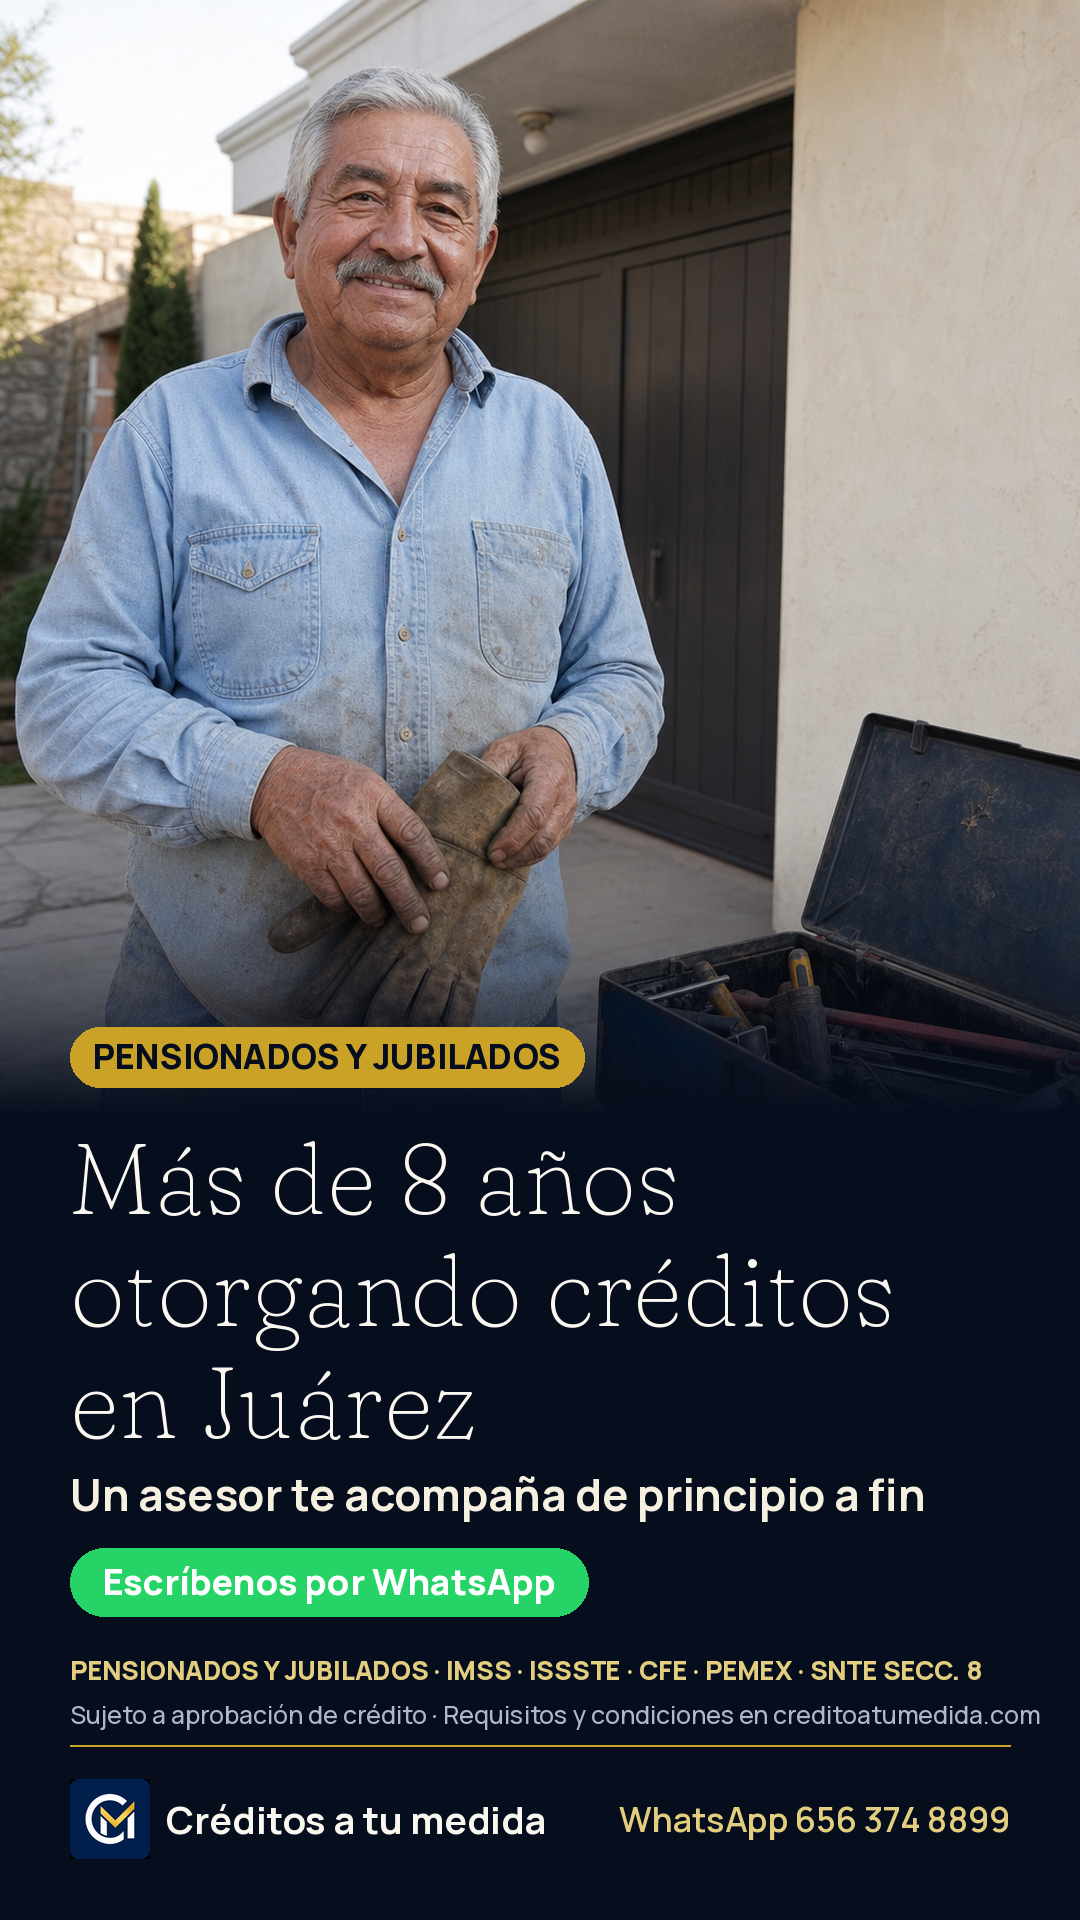 PENSIONADOS Y JUBILADOS
Más de 8 años
otorgando créditos
en Juárez
Un asesor te acompaña de principio a fin
Escríbenos por WhatsApp
PENSIONADOS Y JUBILADOS · IMSS · ISSSTE · CFE · PEMEX · SNTE SECC. 8
Sujeto a aprobación de crédito · Requisitos y condiciones en creditoatumedida.com
Créditos a tu medida
WhatsApp 656 374 8899